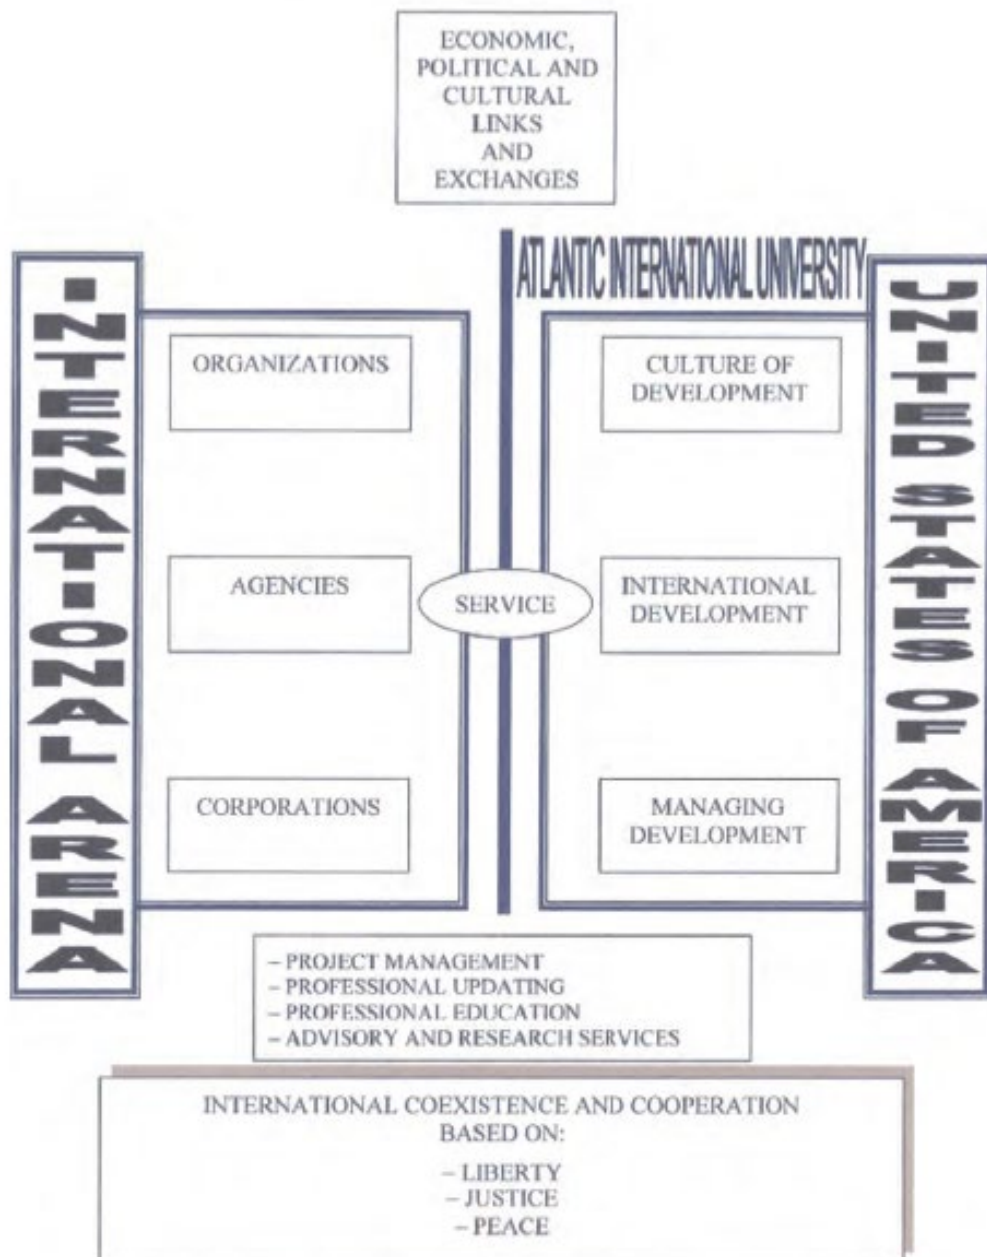 ECONOMIC,
POLITICAL AND
CULTURAL
LINKS
AND
EXCHANGES
ATLANTIC INTERNATIONAL UNIVERSITY
INTERNATIONAL ARENA
ORGANIZATIONS
AGENCIES
CORPORATIONS
SERVICE
CULTURE OF
DEVELOPMENT
INTERNATIONAL
DEVELOPMENT
MANAGING
DEVELOPMENT
UNITED STATES OF AMERICA
– PROJECT MANAGEMENT
– PROFESSIONAL UPDATING
– PROFESSIONAL EDUCATION
– ADVISORY AND RESEARCH SERVICES
INTERNATIONAL COEXISTENCE AND COOPERATION
BASED ON:
– LIBERTY
– JUSTICE
– PEACE